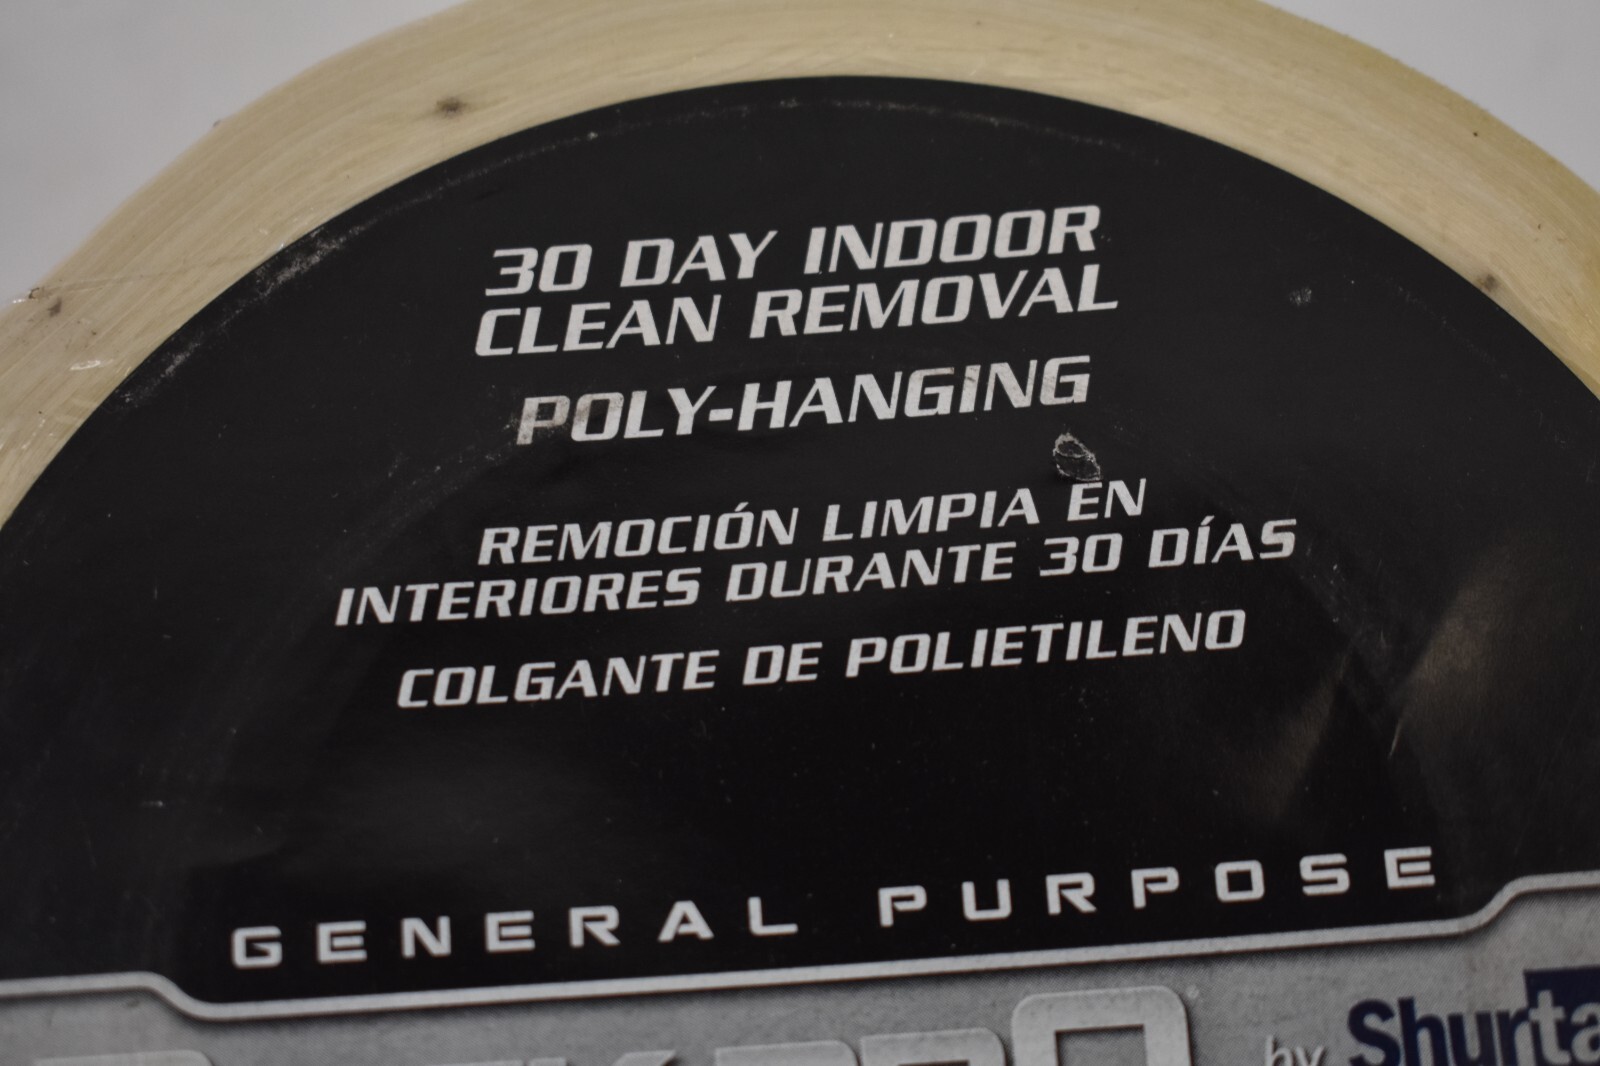 30 DAY INDOOR
CLEAN REMOVAL
POLY-HANGING
REMOCIÓN LIMPIA EN
INTERIORES DURANTE 30 DÍAS
COLGANTE DE POLIETILENO
GENERAL PURPOSE
by Shurta